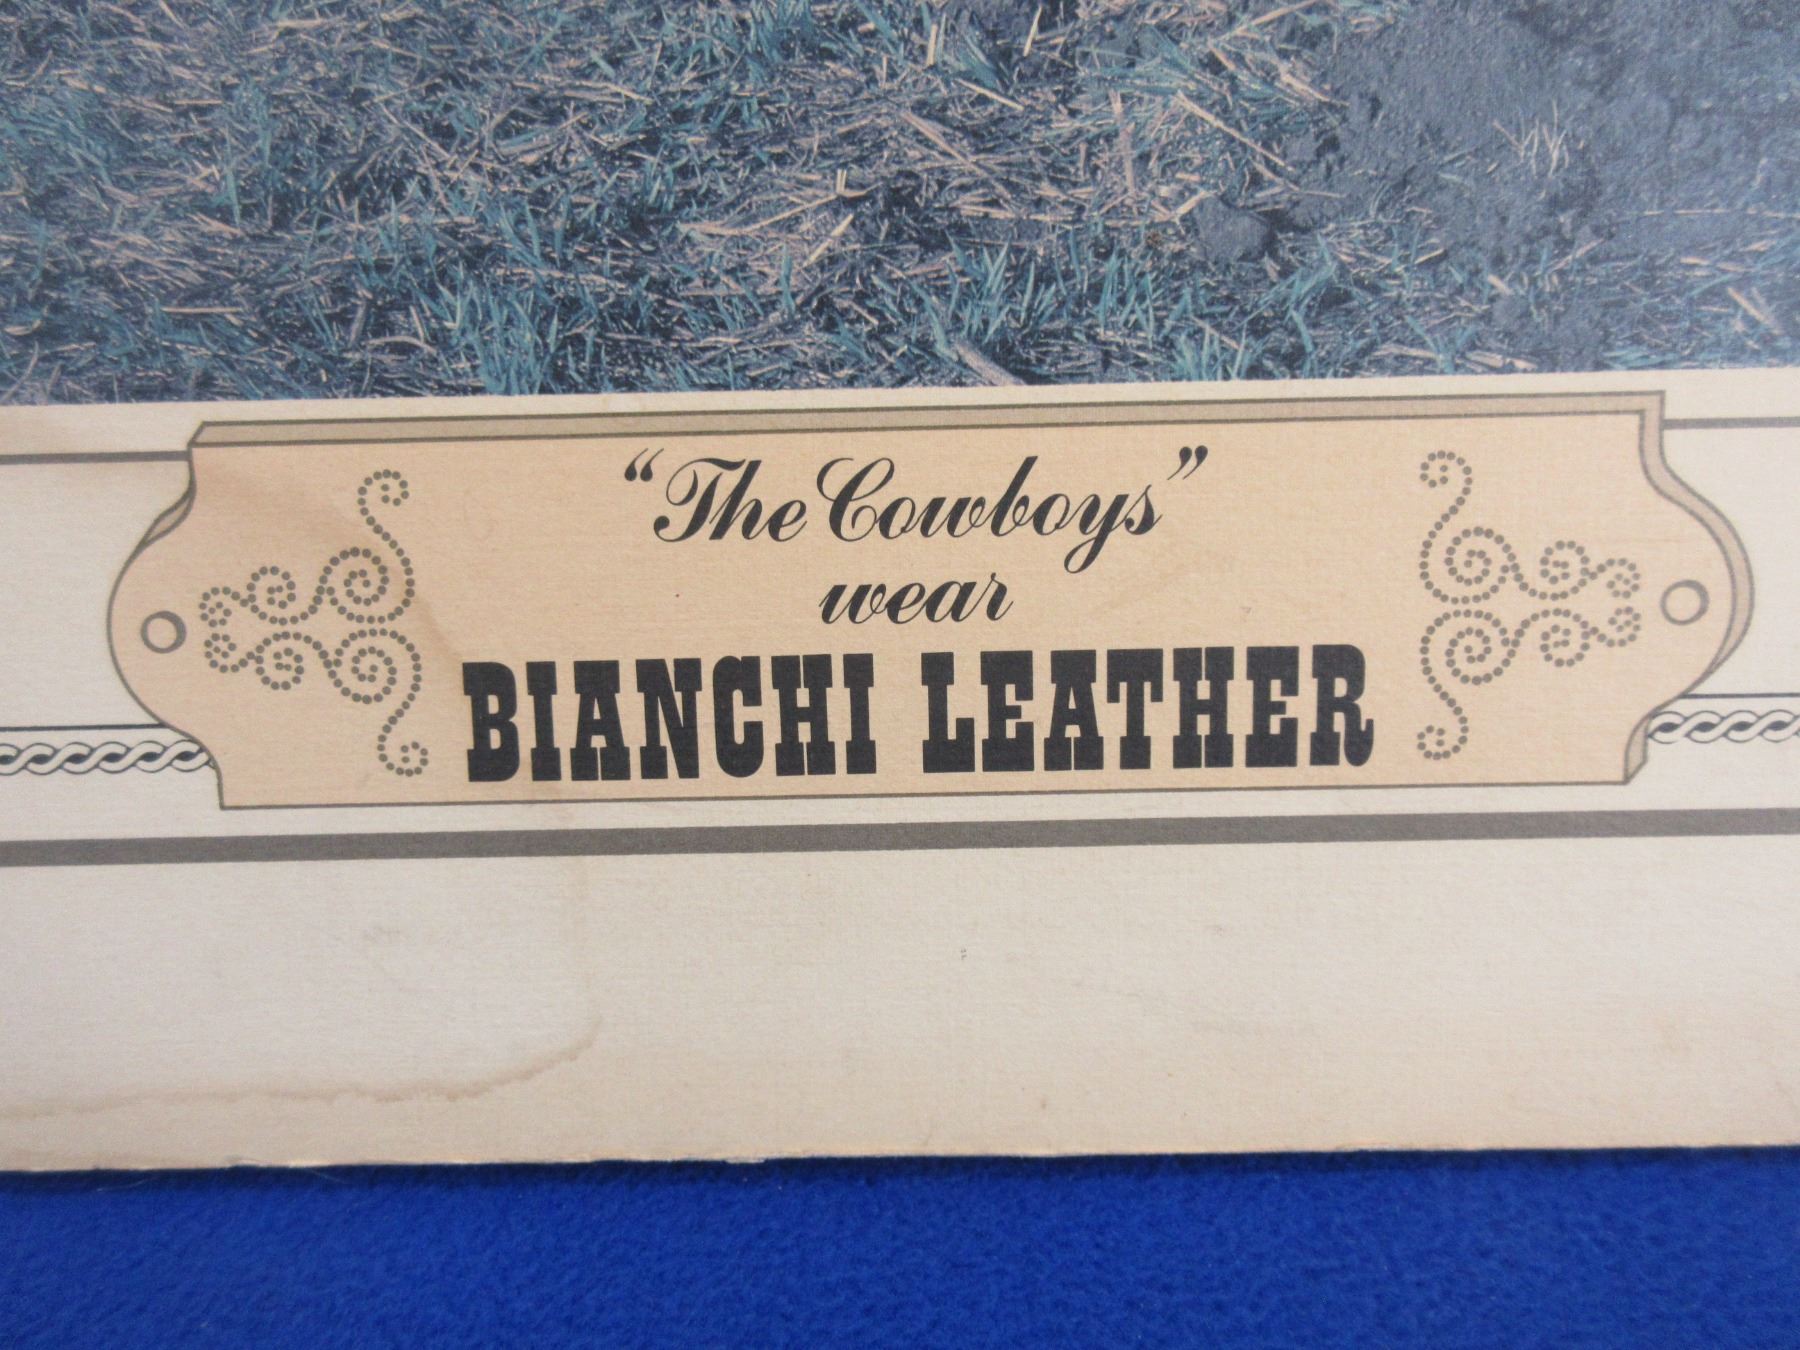 “The Cowboys”
wear
BIANCHI LEATHER